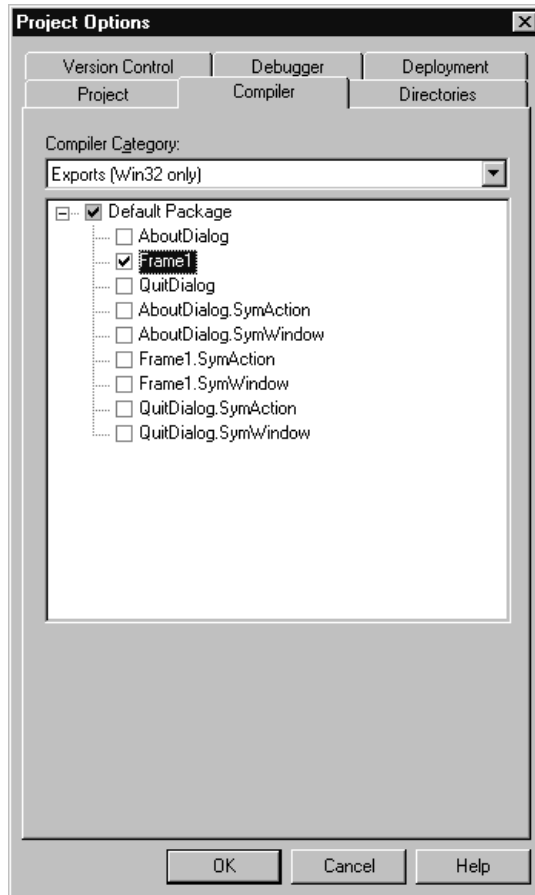 Project Options
Version Control Debugger Deployment
Project Compiler Directories
Compiler Category:
Exports (Win32 only)
Default Package
AboutDialog
Frame1
QuitDialog
AboutDialog.SymAction
AboutDialog.SymWindow
Frame1.SymAction
Frame1.SymWindow
QuitDialog.SymAction
QuitDialog.SymWindow
OK Cancel Help